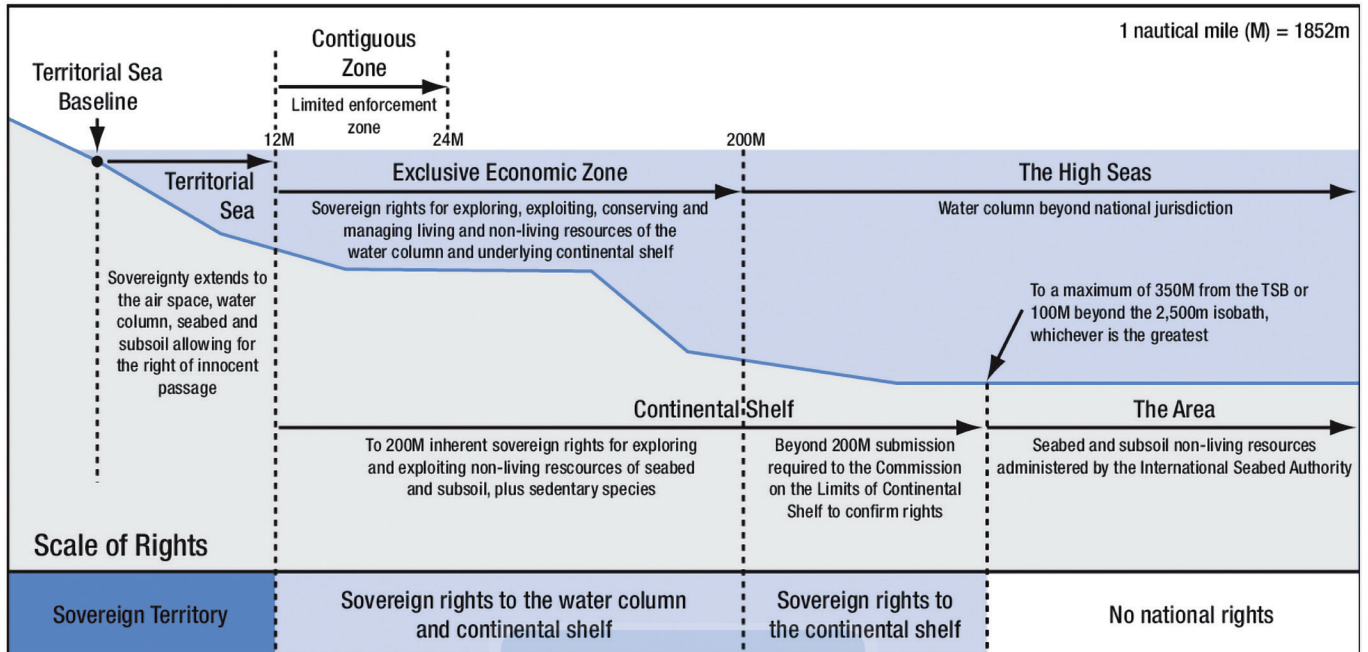 1 nautical mile (M) = 1852m
Contiguous
Zone
Limited enforcement
zone
Territorial Sea
Baseline
12M
24M
200M
Territorial
Sea
Exclusive Economic Zone
Sovereign rights for exploring, exploiting, conserving and
managing living and non-living resources of the
water column and underlying continental shelf
The High Seas
Water column beyond national jurisdiction
Sovereignty extends to
the air space, water
column, seabed and
subsoil allowing for
the right of innocent
passage
To a maximum of 350M from the TSB or
100M beyond the 2,500m isobath,
whichever is the greatest
Continental Shelf
To 200M inherent sovereign rights for exploring
and exploiting non-living rescources of seabed
and subsoil, plus sedentary species
Beyond 200M submission
required to the Commission
on the Limits of Continental
Shelf to confirm rights
The Area
Seabed and subsoil non-living resources
administered by the International Seabed Authority
Scale of Rights
Sovereign Territory
Sovereign rights to the water column
and continental shelf
Sovereign rights to
the continental shelf
No national rights